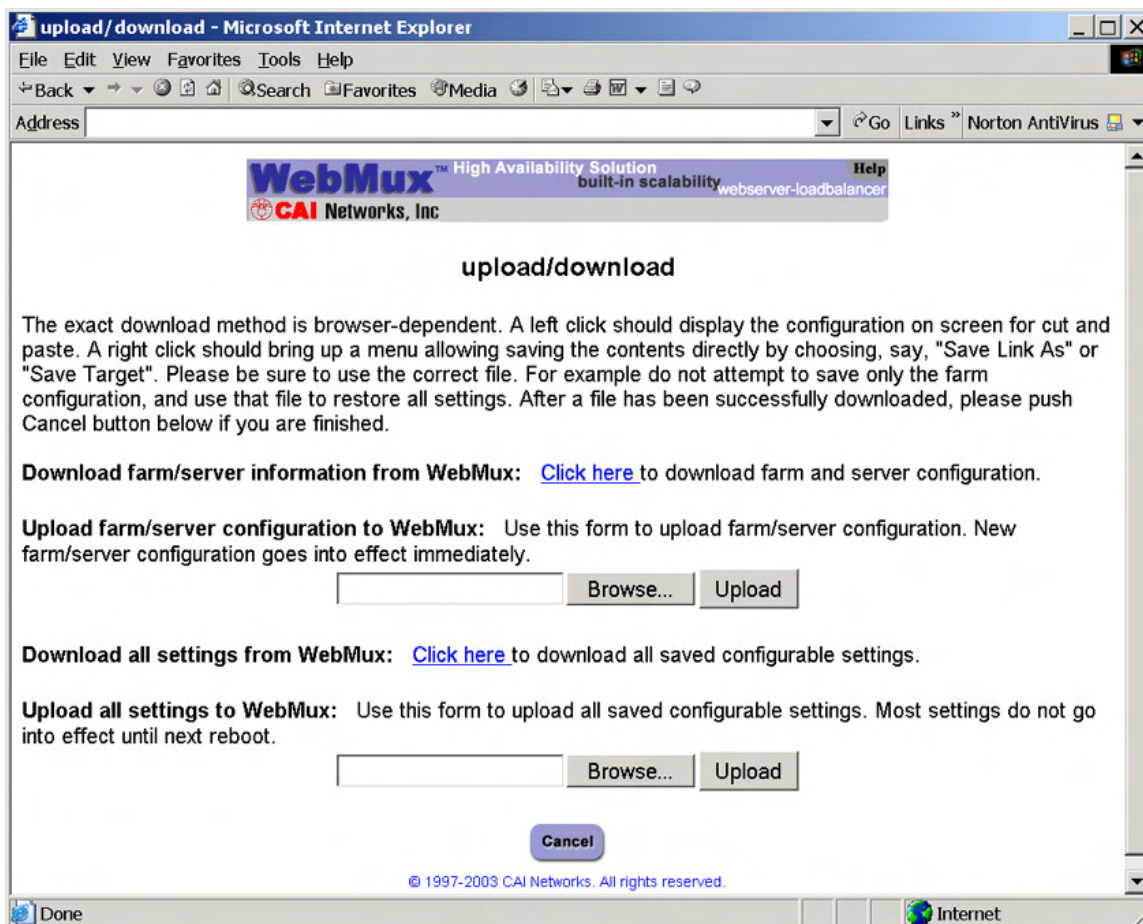 upload/download - Microsoft Internet Explorer
File Edit View Favorites Tools Help
Back Search Favorites Media
Address Go Links » Norton AntiVirus
WebMux™ High Availability Solution Help
built-in scalability
webserver-loadbalancer
CAI Networks, Inc
upload/download
The exact download method is browser-dependent. A left click should display the configuration on screen for cut and
paste. A right click should bring up a menu allowing saving the contents directly by choosing, say, "Save Link As" or
"Save Target". Please be sure to use the correct file. For example do not attempt to save only the farm
configuration, and use that file to restore all settings. After a file has been successfully downloaded, please push
Cancel button below if you are finished.
Download farm/server information from WebMux: Click here to download farm and server configuration.
Upload farm/server configuration to WebMux: Use this form to upload farm/server configuration. New
farm/server configuration goes into effect immediately.
Browse... Upload
Download all settings from WebMux: Click here to download all saved configurable settings.
Upload all settings to WebMux: Use this form to upload all saved configurable settings. Most settings do not go
into effect until next reboot.
Browse... Upload
Cancel
© 1997-2003 CAI Networks. All rights reserved.
Done Internet